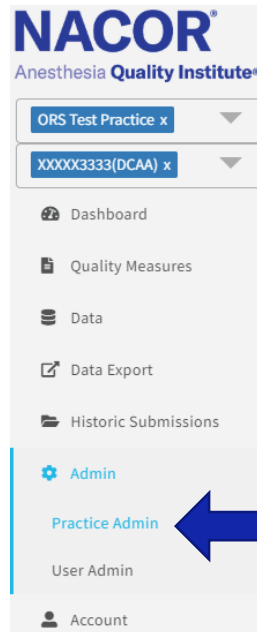 NACOR®
Anesthesia Quality Institute®
ORS Test Practice x
XXXXX3333(DCAA) x
Dashboard
Quality Measures
Data
Data Export
Historic Submissions
Admin
Practice Admin
User Admin
Account